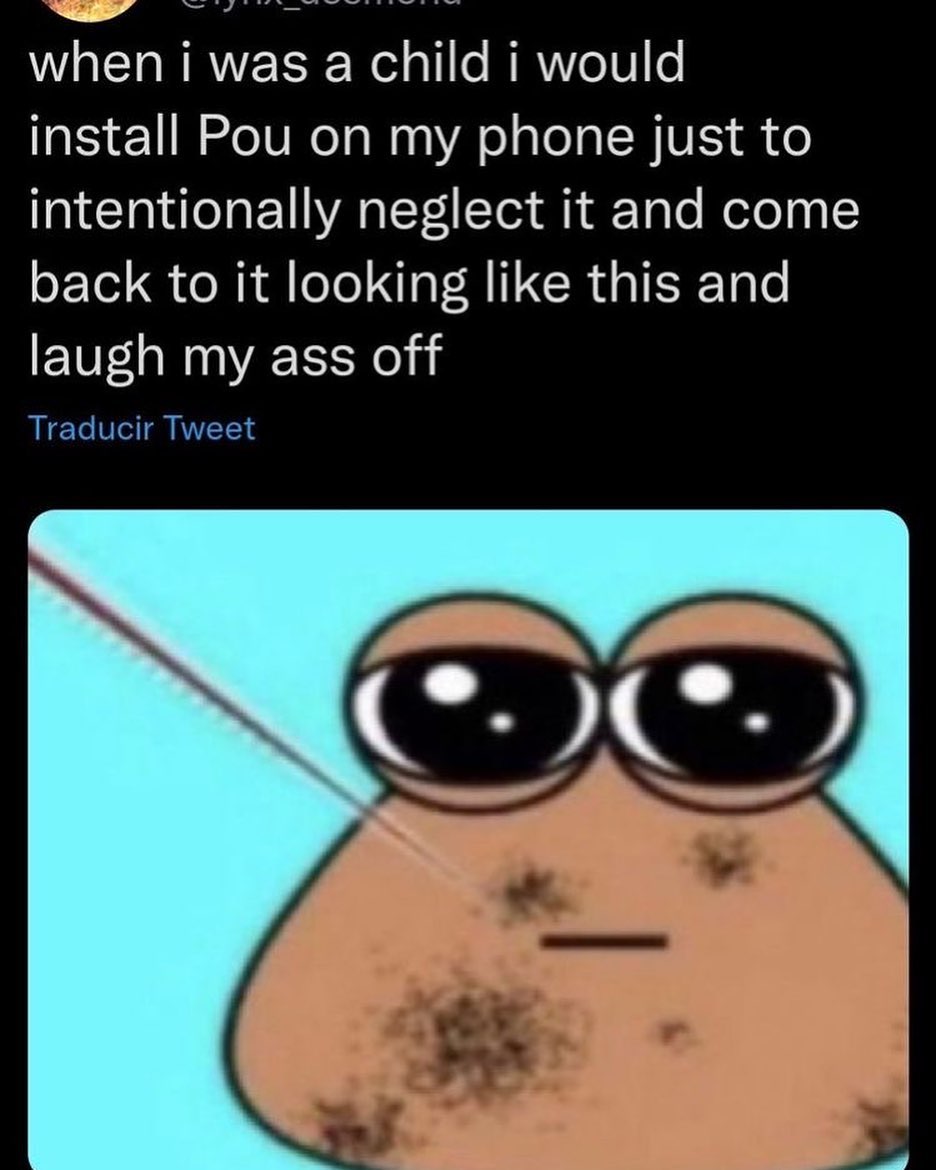 when i was a child i would
install Pou on my phone just to
intentionally neglect it and come
back to it looking like this and
laugh my ass off
Traducir Tweet